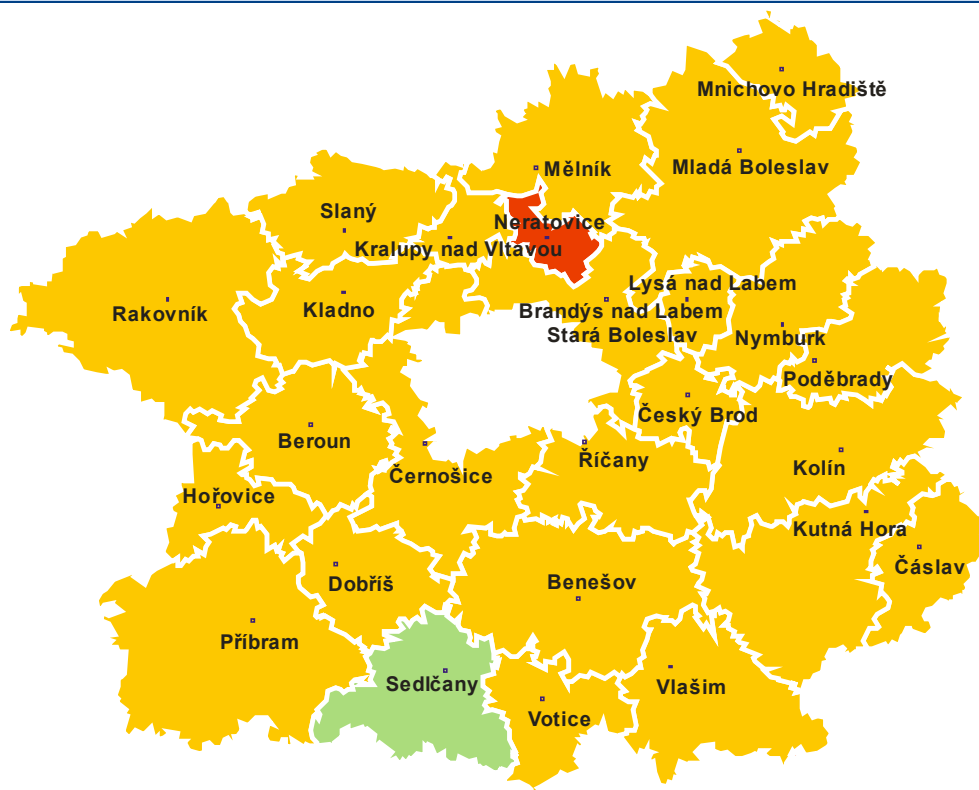 Mnichovo Hradiště
Mělník
Mladá Boleslav
Slaný
Neratovice
Kralupy nad Vltavou
Lysá nad Labem
Rakovník
Kladno
Brandýs nad Labem
Stará Boleslav
Nymburk
Poděbrady
Český Brod
Beroun
Říčany
Kolín
Černošice
Hořovice
Kutná Hora
Čáslav
Dobříš
Benešov
Příbram
Sedlčany
Vlašim
Votice